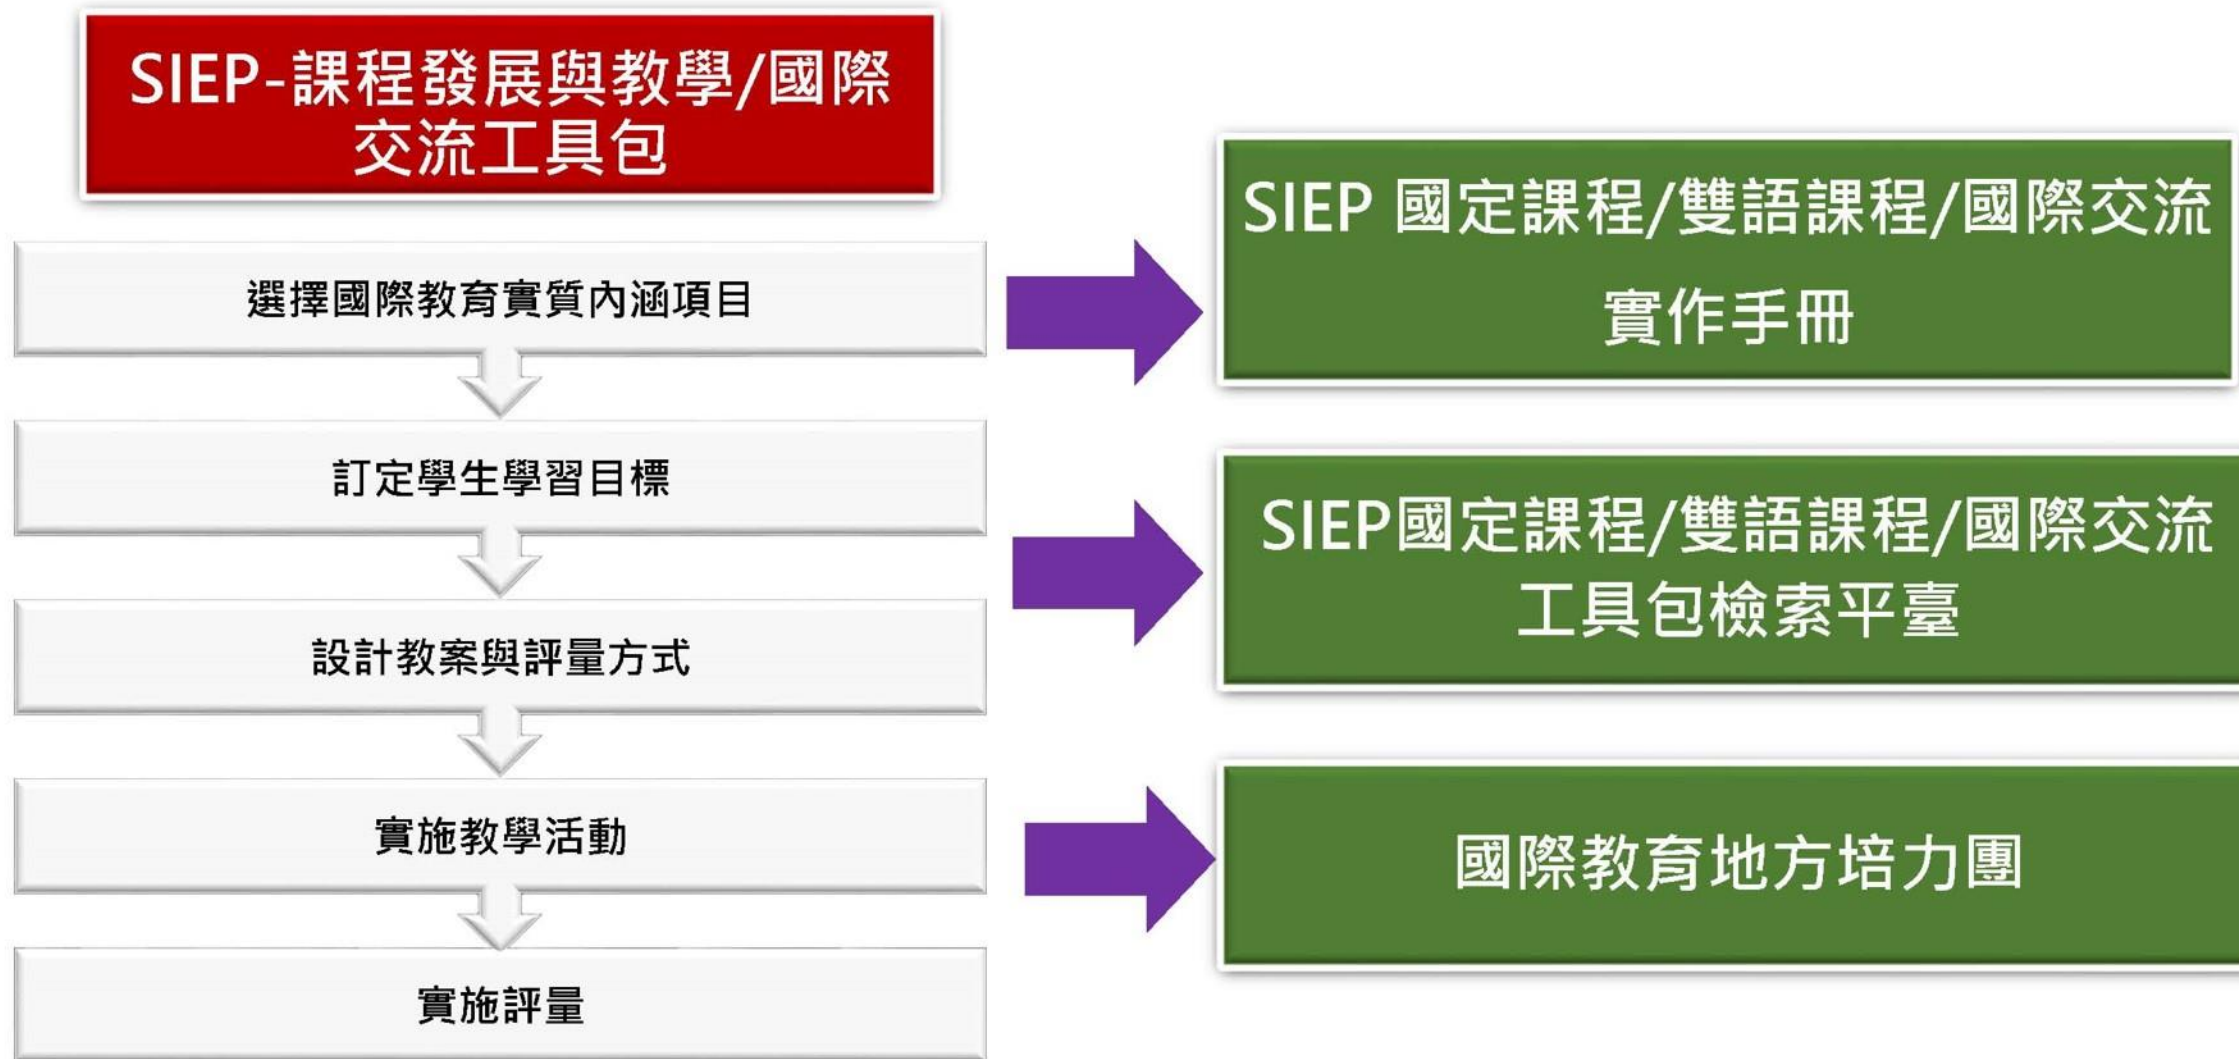 SIEP-課程發展與教學/國際
交流工具包
選擇國際教育實質內涵項目
訂定學生學習目標
設計教案與評量方式
實施教學活動
實施評量
SIEP 國定課程/雙語課程/國際交流
實作手冊
SIEP國定課程/雙語課程/國際交流
工具包檢索平臺
國際教育地方培力團